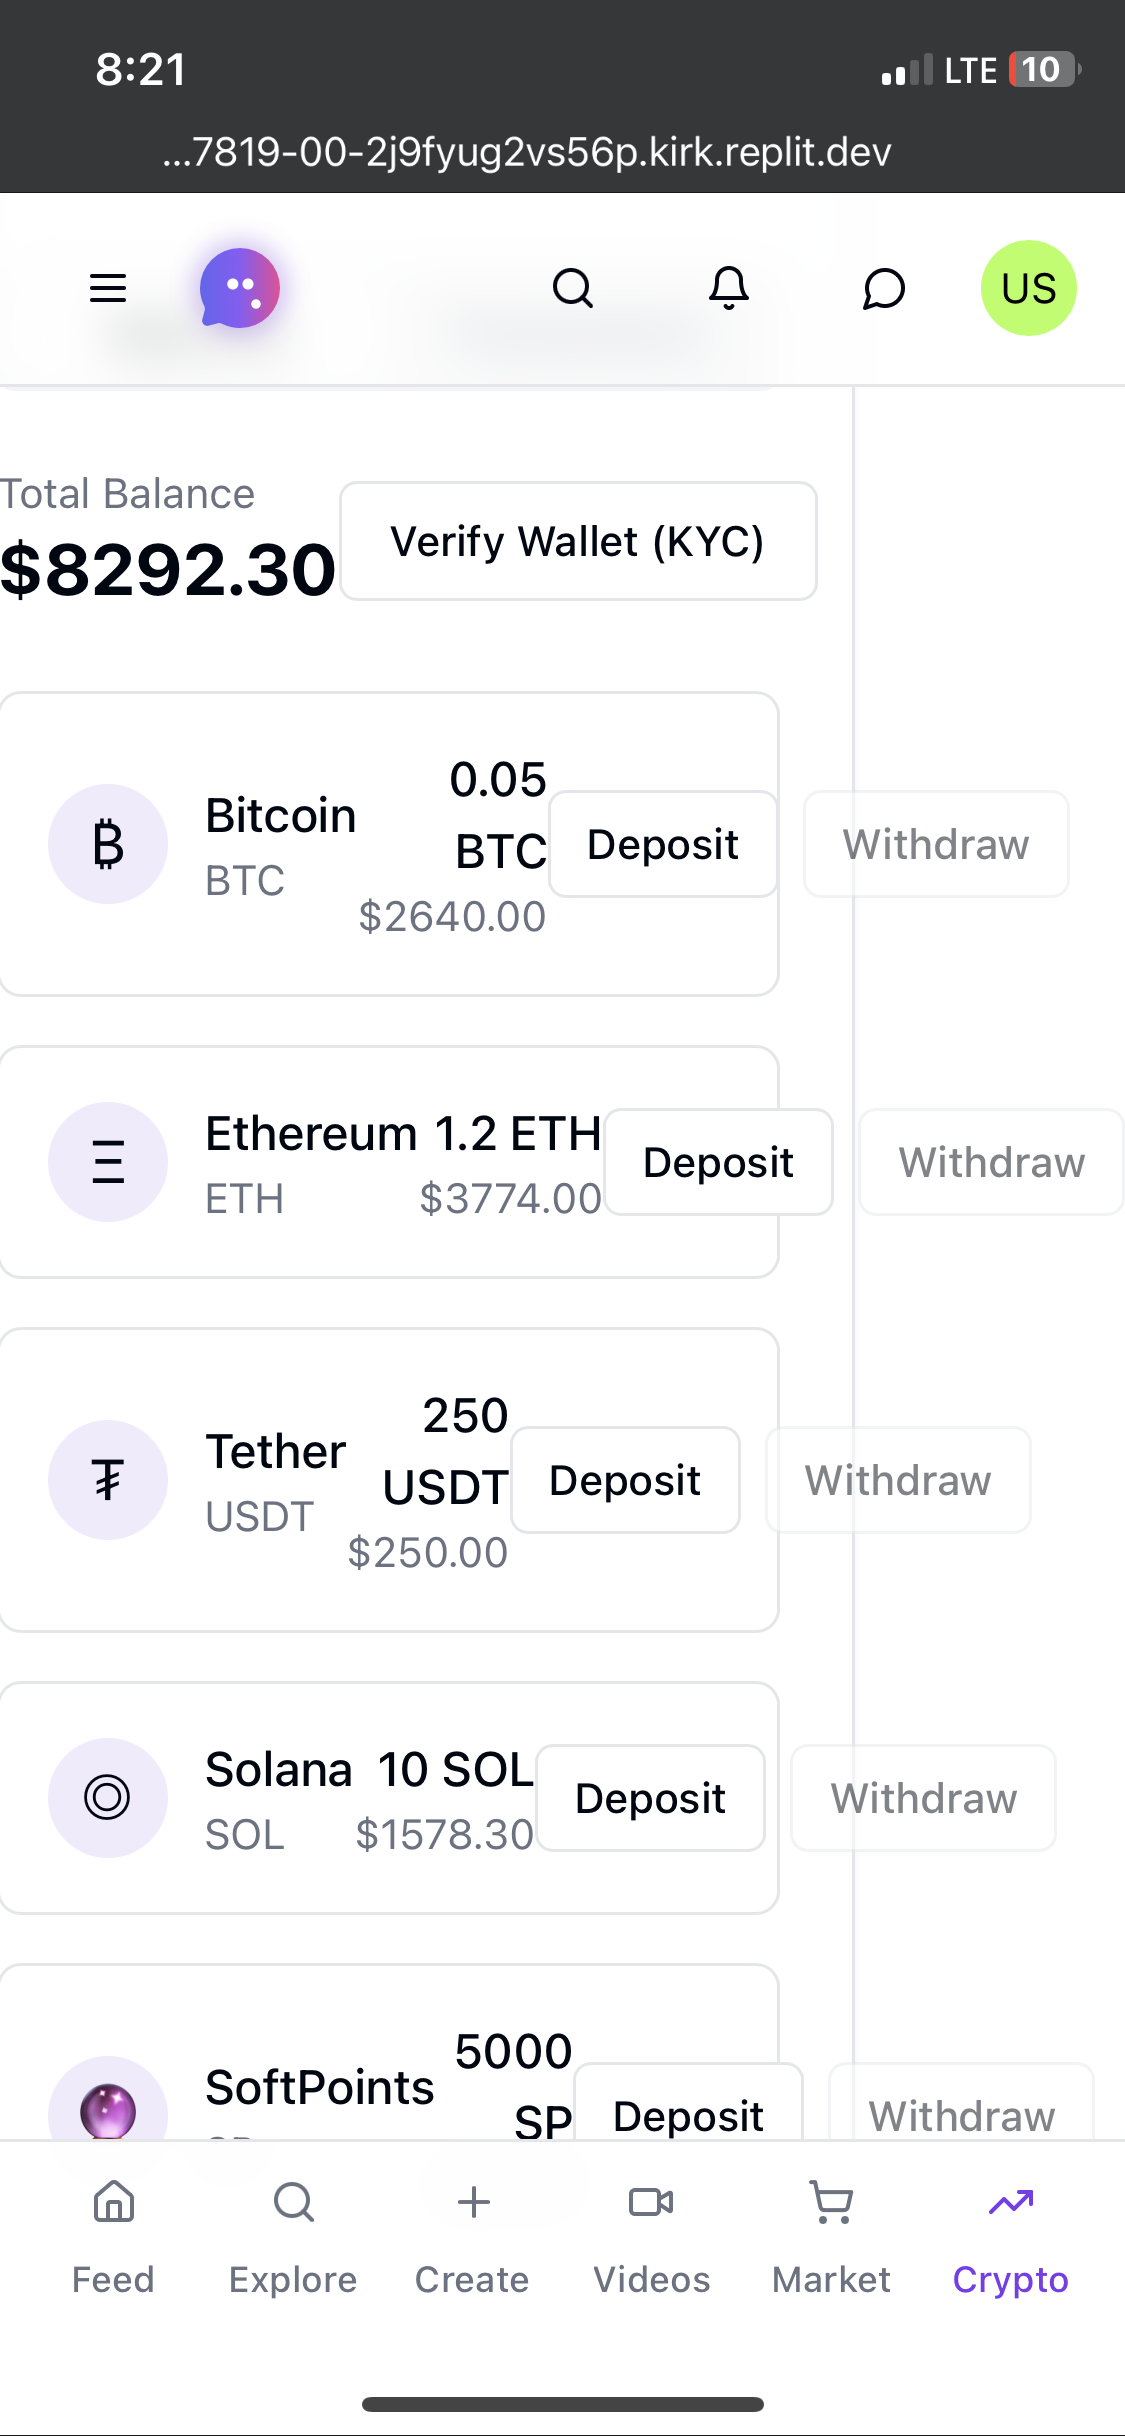 8:21
LTE 10
...7819-00-2j9fyug2vs56p.kirk.replit.dev
US
Total Balance
$8292.30
Verify Wallet (KYC)
₿
Bitcoin
BTC
0.05
BTC
$2640.00
Deposit
Withdraw
Ξ
Ethereum
ETH
1.2 ETH
$3774.00
Deposit
Withdraw
₮
Tether
USDT
250
USDT
$250.00
Deposit
Withdraw
◎
Solana
SOL
10 SOL
$1578.30
Deposit
Withdraw
SoftPoints
5000
SP
Deposit
Withdraw
Feed
Explore
Create
Videos
Market
Crypto